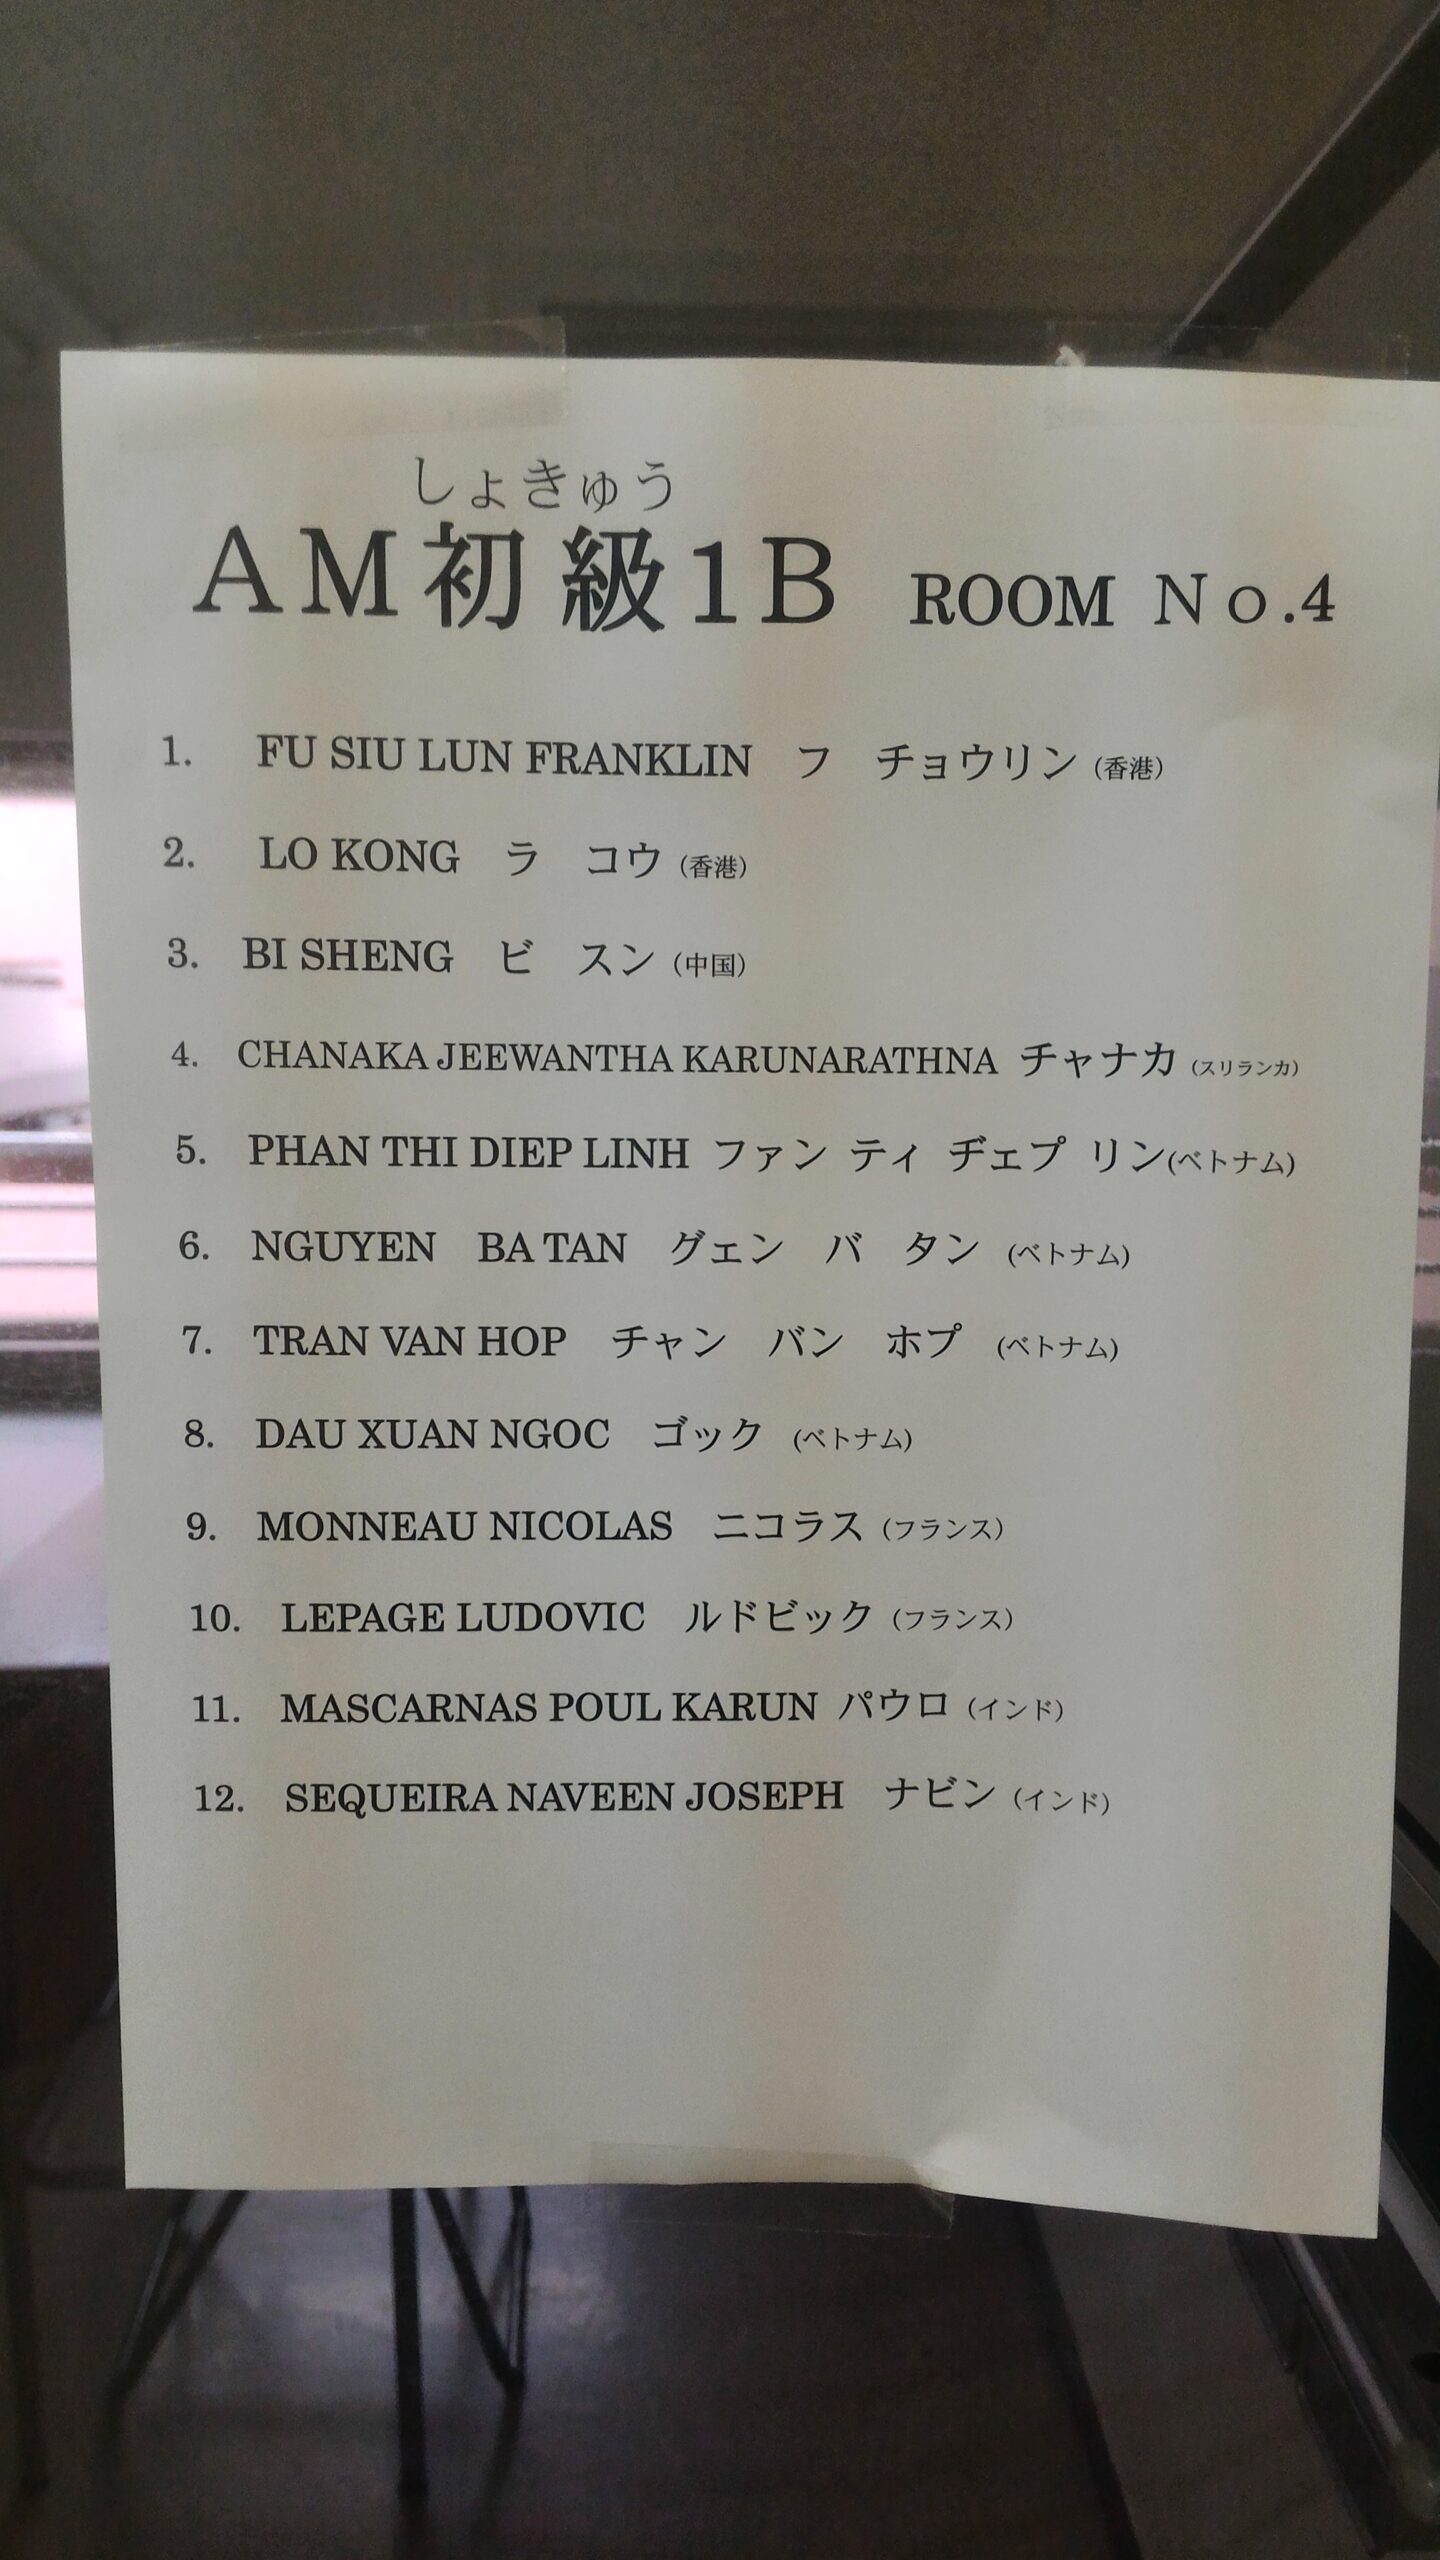 しょきゅう
AM初級1B ROOM No.4
1. FU SIU LUN FRANKLIN フ チョウリン（香港）
2. LO KONG ラ コウ（香港）
3. BI SHENG ビ スン（中国）
4. CHANAKA JEEWANTHA KARUNARATHNA チャナカ（スリランカ）
5. PHAN THI DIEP LINH ファン ティ ヂェプ リン(ベトナム)
6. NGUYEN BA TAN グェン バ タン (ベトナム)
7. TRAN VAN HOP チャン バン ホプ (ベトナム)
8. DAU XUAN NGOC ゴック (ベトナム)
9. MONNEAU NICOLAS ニコラス（フランス）
10. LEPAGE LUDOVIC ルドビック（フランス）
11. MASCARNAS POUL KARUN パウロ（インド）
12. SEQUEIRA NAVEEN JOSEPH ナビン（インド）